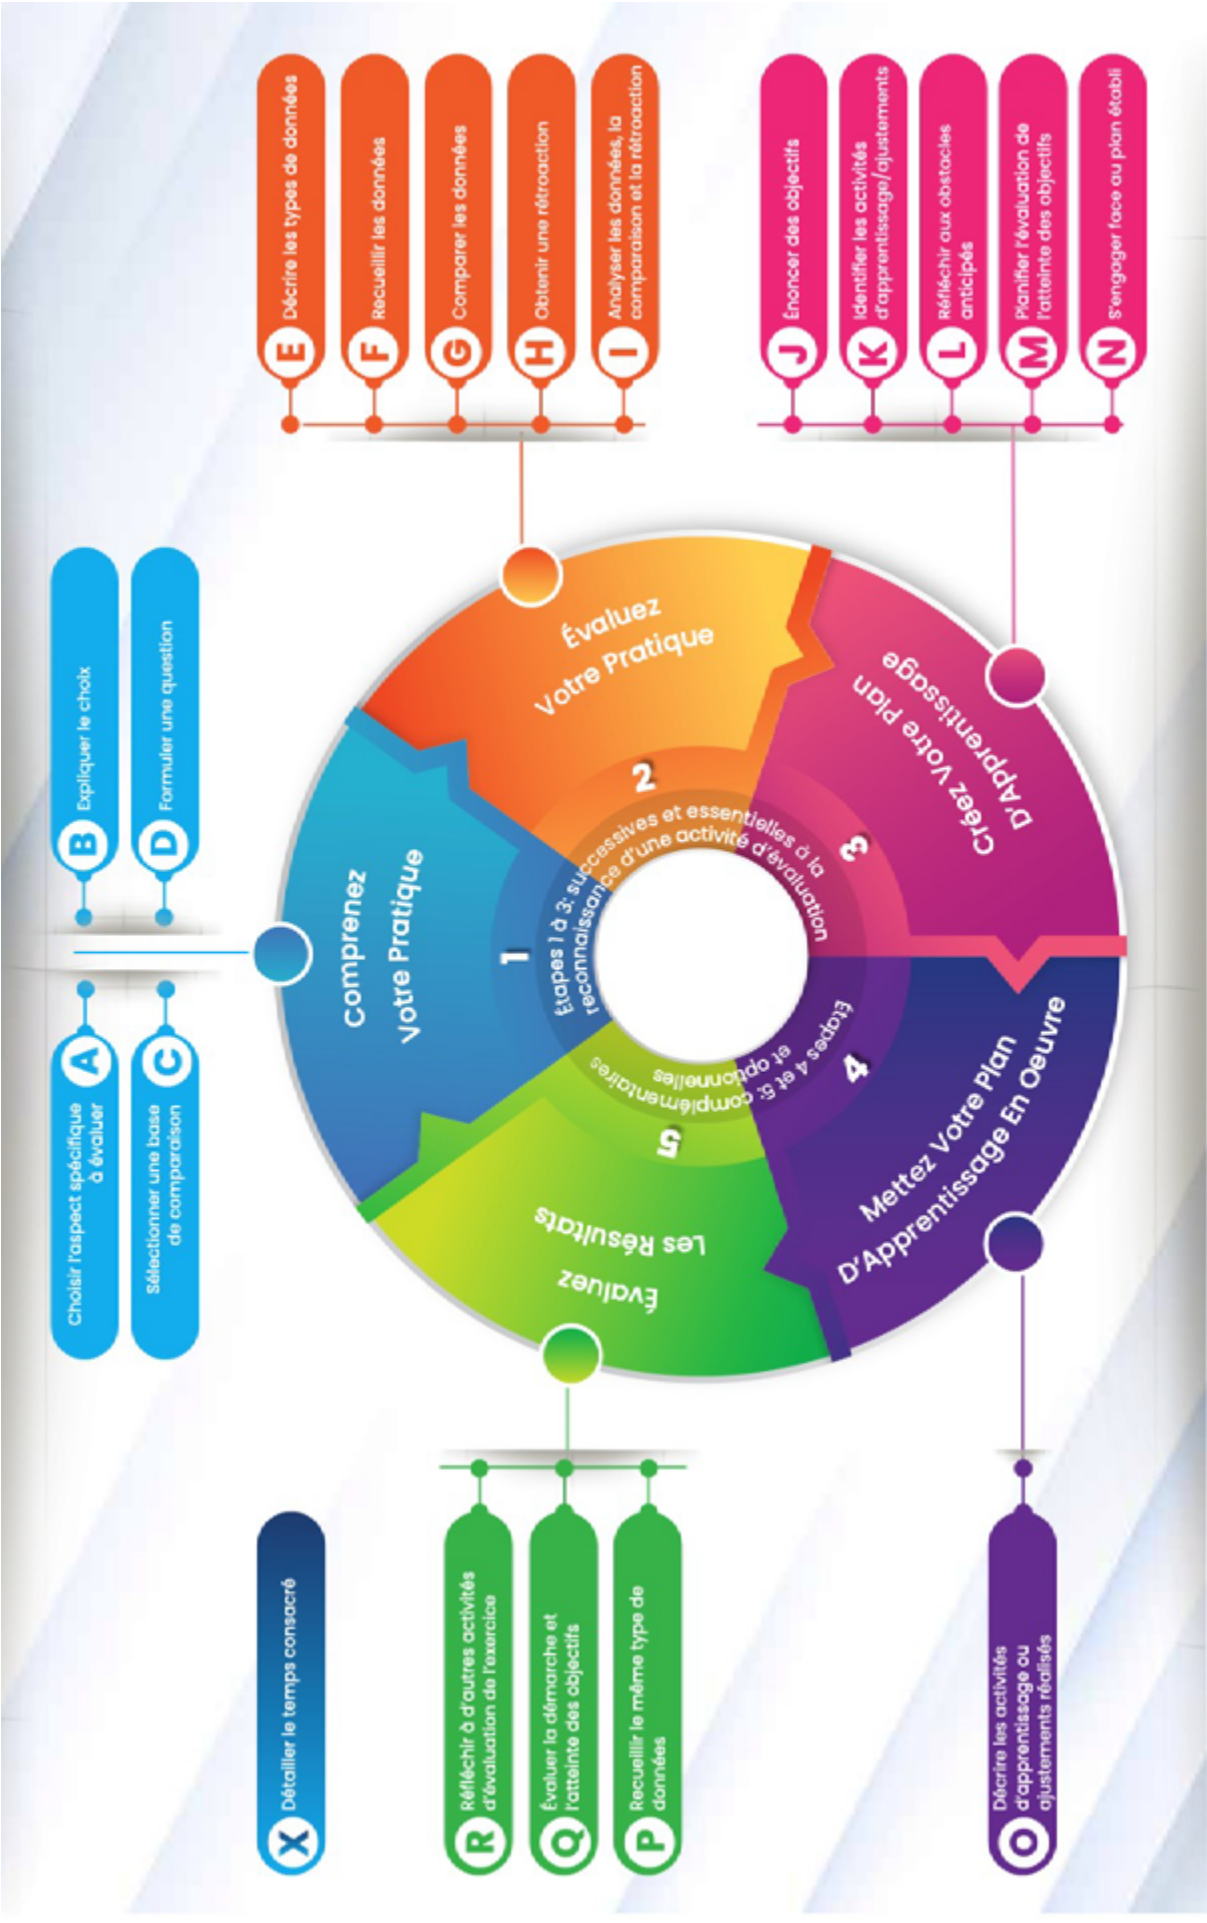 A
Choisir l'aspect spécifique
à évaluer
B
Expliquer le choix
C
Sélectionner une base
de comparaison
D
Formuler une question
E
Décrire les types de données
F
Recueillir les données
G
Comparer les données
H
Obtenir une rétroaction
I
Analyser les données, la
comparaison et la rétroaction
J
Énoncer des objectifs
K
Identifier les activités
d'apprentissage/ajustements
L
Réfléchir aux obstacles
anticipés
M
Planifier l'évaluation de
l'atteinte des objectifs
N
S'engager face au plan établi
Comprenez
Votre Pratique
1
Évaluez
Votre Pratique
2
Créez Votre Plan
D'Apprentissage
3
Mettez Votre Plan
D'Apprentissage En Oeuvre
4
Évaluez
Les Résultats
5
Étapes 1 à 3: successives et essentielles à la
reconnaissance d'une activité d'évaluation
Étapes 4 et 5: complémentaires
et optionnelles
O
Décrire les activités
d'apprentissage ou
ajustements réalisés
P
Recueillir le même type de
données
Q
Évaluer la démarche et
l'atteinte des objectifs
R
Réfléchir à d'autres activités
d'évaluation de l'exercice
X
Détailler le temps consacré